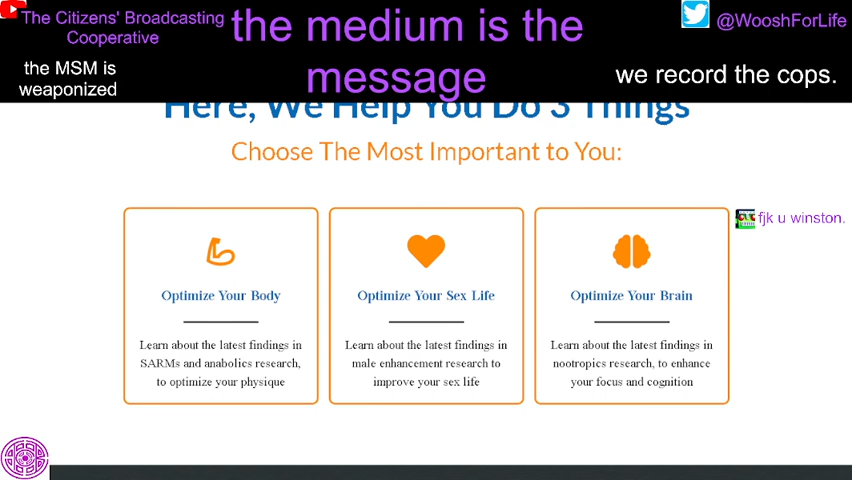 The Citizens' Broadcasting
Cooperative
the medium is the
message
@WooshForLife
the MSM is
weaponized
we record the cops.
Here, We Help You Do 3 Things
Choose The Most Important to You:
fjk u winston.
Optimize Your Body
Learn about the latest findings in
SARMs and anabolics research,
to optimize your physique
Optimize Your Sex Life
Learn about the latest findings in
male enhancement research to
improve your sex life
Optimize Your Brain
Learn about the latest findings in
nootropics research, to enhance
your focus and cognition